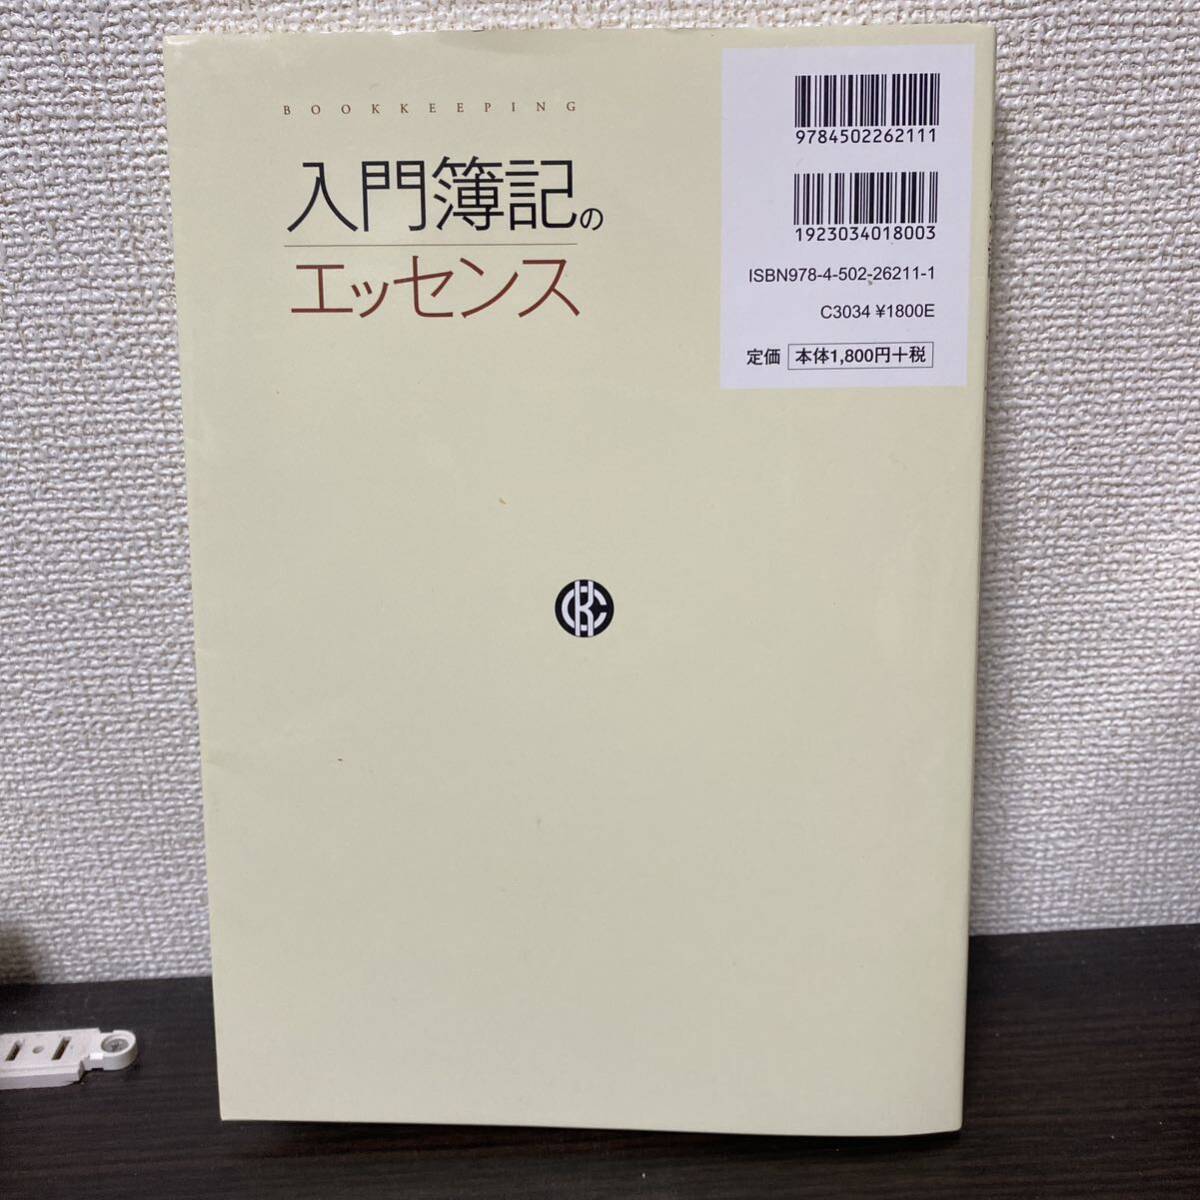 BOOKKEEPING
入門簿記の
エッセンス
9784502262111
1923034018003
ISBN978-4-502-26211-1
C3034 ¥1800E
定価 本体1,800円+税